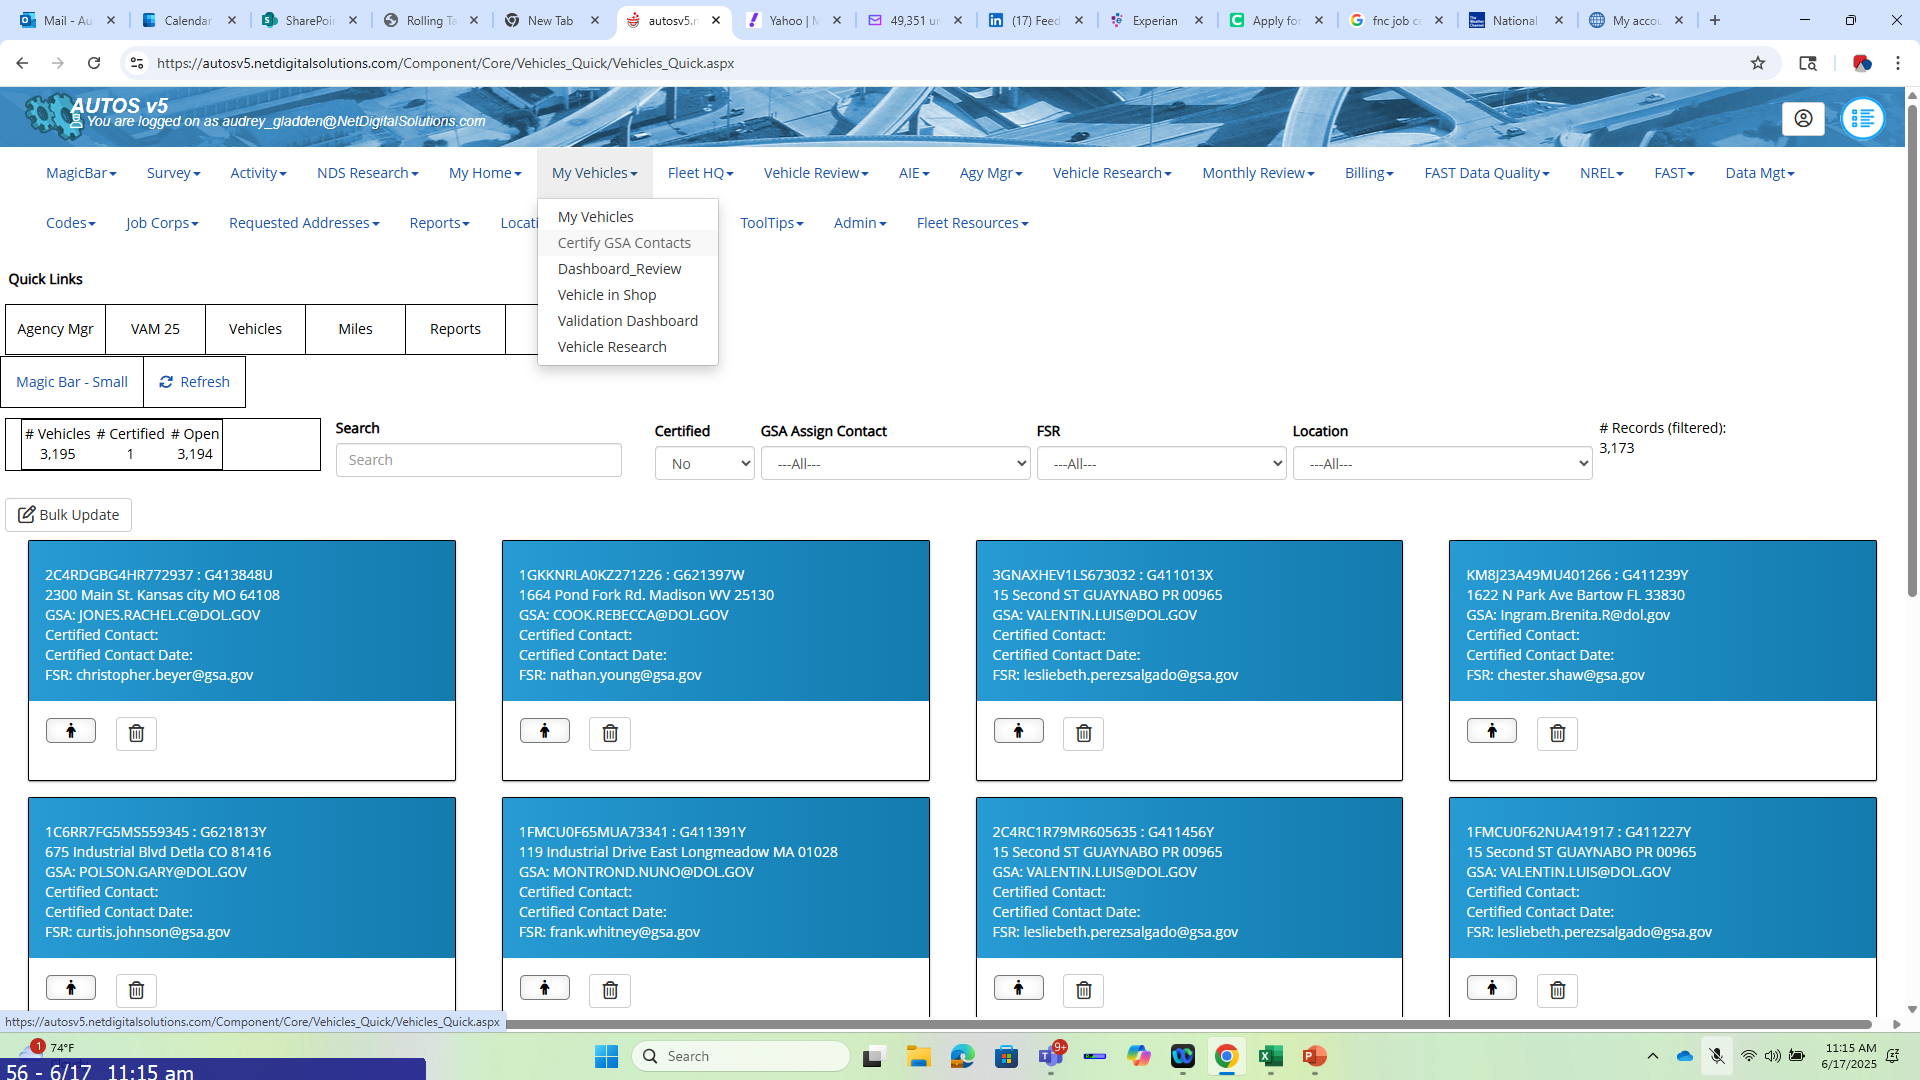 Mail - Au
Calendar
SharePoin
Rolling Ta
New Tab
autosv5.n
Yahoo | M
49,351 un
(17) Feed
Experian
Apply for
fnc job co
National
My accou
https://autosv5.netdigitalsolutions.com/Component/Core/Vehicles_Quick/Vehicles_Quick.aspx
AUTOS v5
You are logged on as audrey_gladden@NetDigitalSolutions.com
MagicBar Survey Activity NDS Research My Home My Vehicles Fleet HQ Vehicle Review AIE Agy Mgr Vehicle Research Monthly Review Billing FAST Data Quality NREL FAST Data Mgt
Codes Job Corps Requested Addresses Reports Locati ToolTips Admin Fleet Resources
My Vehicles
Certify GSA Contacts
Dashboard_Review
Vehicle in Shop
Validation Dashboard
Vehicle Research
Quick Links
Agency Mgr VAM 25 Vehicles Miles Reports
Magic Bar - Small Refresh
# Vehicles # Certified # Open
3,195 1 3,194
Search
Search
Certified
No
GSA Assign Contact
---All---
FSR
---All---
Location
---All---
# Records (filtered):
3,173
Bulk Update
2C4RDGBG4HR772937 : G413848U
2300 Main St. Kansas city MO 64108
GSA: JONES.RACHEL.C@DOL.GOV
Certified Contact:
Certified Contact Date:
FSR: christopher.beyer@gsa.gov
1GKKNRLA0KZ271226 : G621397W
1664 Pond Fork Rd. Madison WV 25130
GSA: COOK.REBECCA@DOL.GOV
Certified Contact:
Certified Contact Date:
FSR: nathan.young@gsa.gov
3GNAXHEV1LS673032 : G411013X
15 Second ST GUAYNABO PR 00965
GSA: VALENTIN.LUIS@DOL.GOV
Certified Contact:
Certified Contact Date:
FSR: lesliebeth.perezsalgado@gsa.gov
KM8J23A49MU401266 : G411239Y
1622 N Park Ave Bartow FL 33830
GSA: Ingram.Brenita.R@dol.gov
Certified Contact:
Certified Contact Date:
FSR: chester.shaw@gsa.gov
1C6RR7FG5MS559345 : G621813Y
675 Industrial Blvd Detla CO 81416
GSA: POLSON.GARY@DOL.GOV
Certified Contact:
Certified Contact Date:
FSR: curtis.johnson@gsa.gov
1FMCU0F65MUA73341 : G411391Y
119 Industrial Drive East Longmeadow MA 01028
GSA: MONTROND.NUNO@DOL.GOV
Certified Contact:
Certified Contact Date:
FSR: frank.whitney@gsa.gov
2C4RC1R79MR605635 : G411456Y
15 Second ST GUAYNABO PR 00965
GSA: VALENTIN.LUIS@DOL.GOV
Certified Contact:
Certified Contact Date:
FSR: lesliebeth.perezsalgado@gsa.gov
1FMCU0F62NUA41917 : G411227Y
15 Second ST GUAYNABO PR 00965
GSA: VALENTIN.LUIS@DOL.GOV
Certified Contact:
Certified Contact Date:
FSR: lesliebeth.perezsalgado@gsa.gov
https://autosv5.netdigitalsolutions.com/Component/Core/Vehicles_Quick/Vehicles_Quick.aspx
1
74°F
56 - 6/17 11:15 am
Search
9+
11:15 AM
6/17/2025